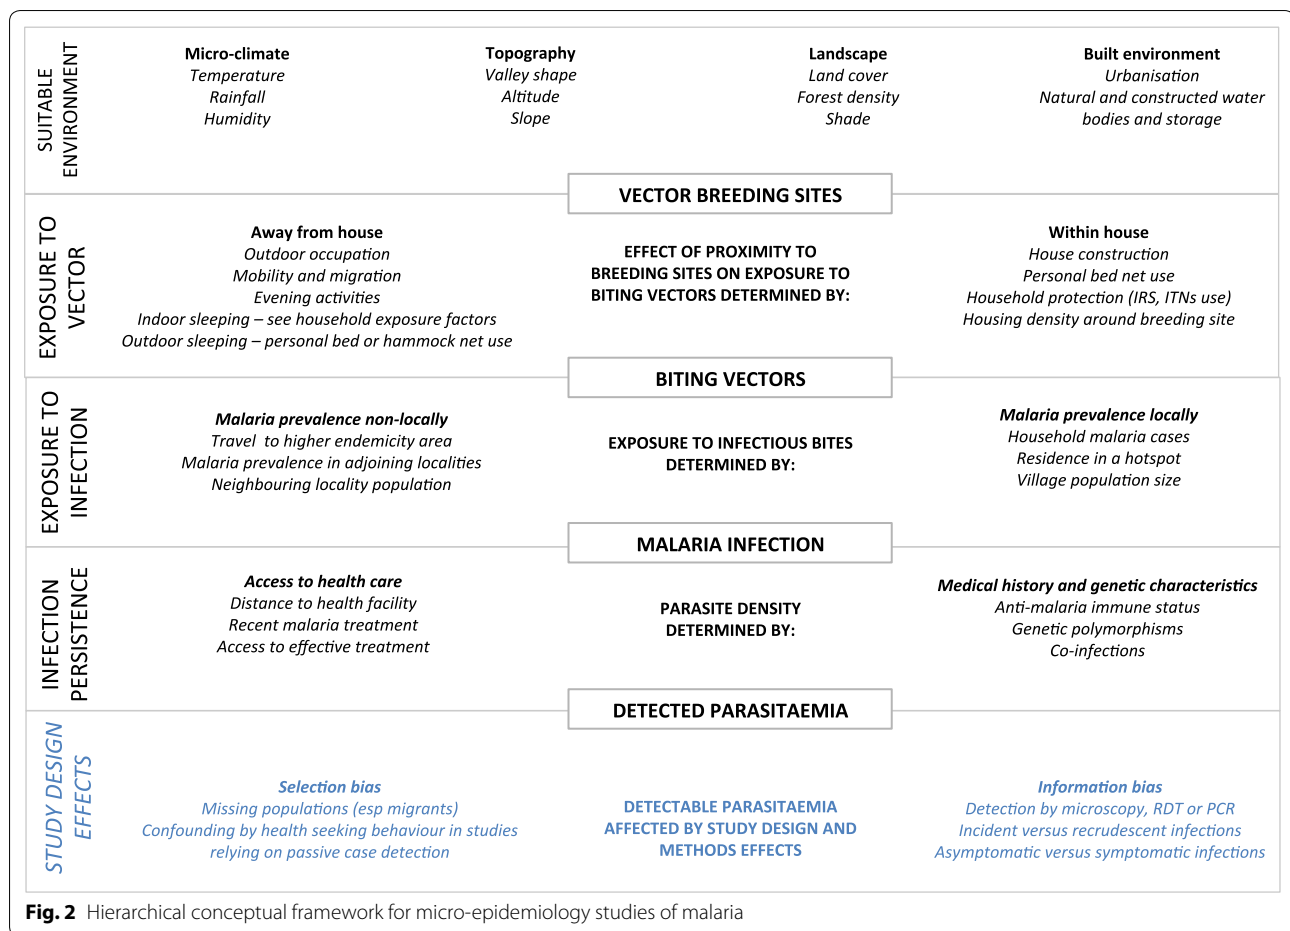 SUITABLE
ENVIRONMENT
Micro-climate
Temperature
Rainfall
Humidity
Topography
Valley shape
Altitude
Slope
Landscape
Land cover
Forest density
Shade
Built environment
Urbanisation
Natural and constructed water
bodies and storage
VECTOR BREEDING SITES
EXPOSURE TO
VECTOR
Away from house
Outdoor occupation
Mobility and migration
Evening activities
Indoor sleeping – see household exposure factors
Outdoor sleeping – personal bed or hammock net use
EFFECT OF PROXIMITY TO
BREEDING SITES ON EXPOSURE TO
BITING VECTORS DETERMINED BY:
Within house
House construction
Personal bed net use
Household protection (IRS, ITNs use)
Housing density around breeding site
BITING VECTORS
EXPOSURE TO
INFECTION
Malaria prevalence non-locally
Travel to higher endemicity area
Malaria prevalence in adjoining localities
Neighbouring locality population
EXPOSURE TO INFECTIOUS BITES
DETERMINED BY:
Malaria prevalence locally
Household malaria cases
Residence in a hotspot
Village population size
MALARIA INFECTION
INFECTION
PERSISTENCE
Access to health care
Distance to health facility
Recent malaria treatment
Access to effective treatment
PARASITE DENSITY
DETERMINED BY:
Medical history and genetic characteristics
Anti-malaria immune status
Genetic polymorphisms
Co-infections
DETECTED PARASITAEMIA
STUDY DESIGN
EFFECTS
Selection bias
Missing populations (esp migrants)
Confounding by health seeking behaviour in studies
relying on passive case detection
DETECTABLE PARASITAEMIA
AFFECTED BY STUDY DESIGN AND
METHODS EFFECTS
Information bias
Detection by microscopy, RDT or PCR
Incident versus recrudescent infections
Asymptomatic versus symptomatic infections
Fig. 2 Hierarchical conceptual framework for micro-epidemiology studies of malaria